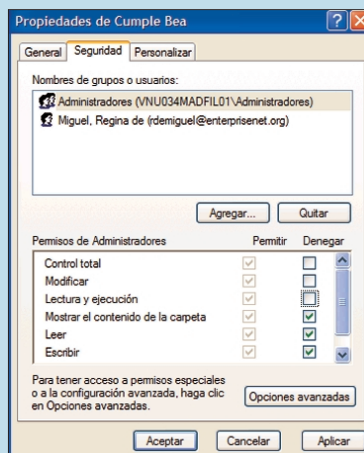 Propiedades de Cumple Bea
General Seguridad Personalizar
Nombres de grupos o usuarios:
Administradores (VNU034MADFIL01\Administradores)
Miguel, Regina de (rdemiguel@enterprisenet.org)
Agregar... Quitar
Permisos de Administradores Permitir Denegar
Control total
Modificar
Lectura y ejecución
Mostrar el contenido de la carpeta
Leer
Escribir
Para tener acceso a permisos especiales
o a la configuración avanzada, haga clic
en Opciones avanzadas.
Opciones avanzadas
Aceptar Cancelar Aplicar